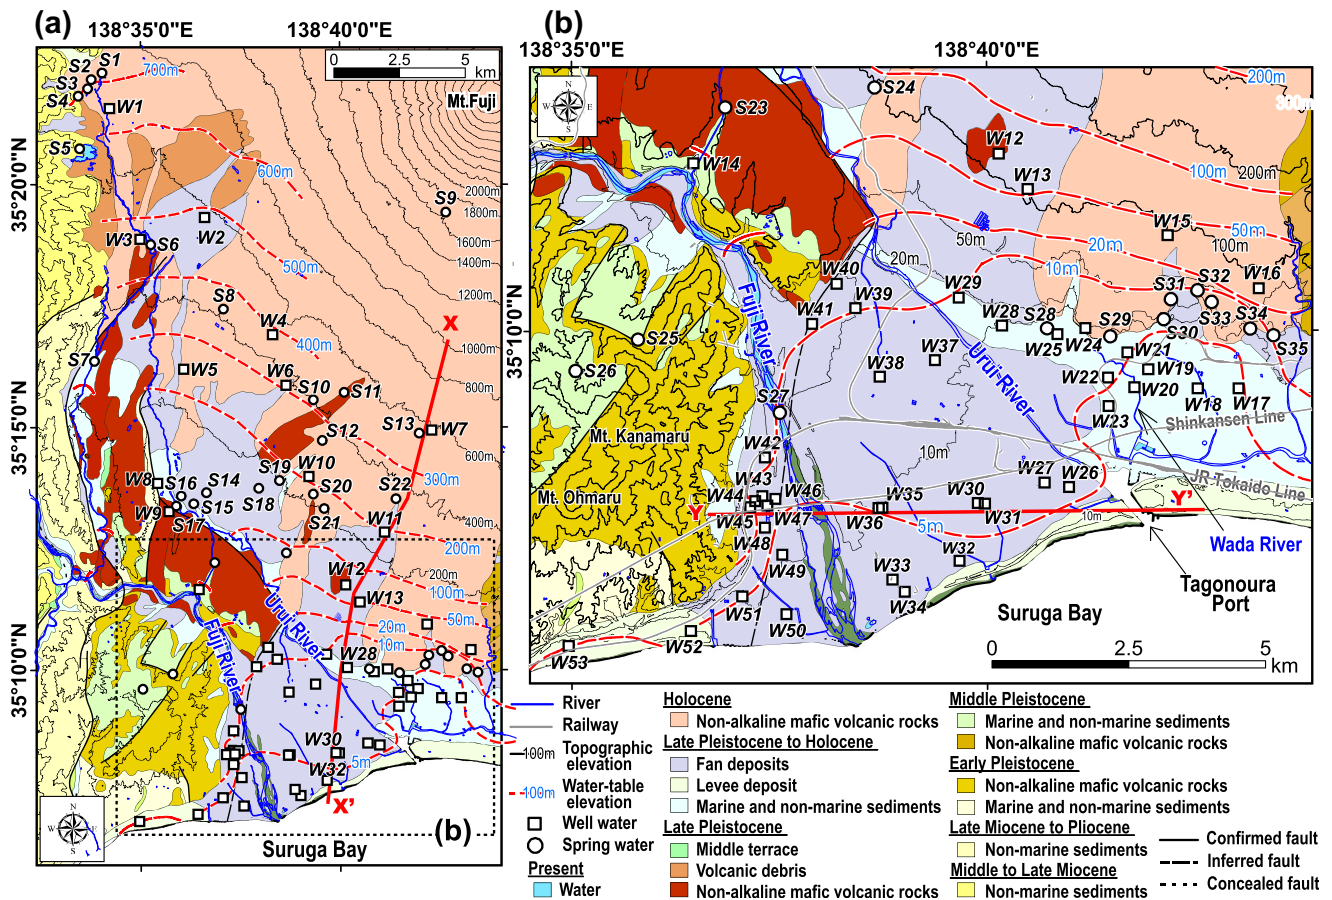 (a)
138°35'0"E
138°40'0"E
35°20'0"N
35°15'0"N
35°10'0"N
0
2.5
5
km
Mt.Fuji
S1
S2
S3
S4
W1
S5
700m
600m
S9
2000m
1800m
1600m
1400m
1200m
1000m
800m
600m
400m
W2
W3
S6
500m
S8
W4
400m
X
S7
W5
W6
S10
S11
S12
S13
W7
W8
S16
S14
S19
W10
S18
S20
S22
300m
W9
S15
S17
S21
W11
200m
200m
W12
100m
W13
50m
20m
10m
Urui River
Fuji River
W28
W30
5m
W32
X'
(b)
Suruga Bay
N
W
E
S
(b)
138°35'0"E
138°40'0"E
35°10'0"N
N
W
E
S
S23
S24
200m
300m
W12
W14
W13
100m
200m
W15
50m
50m
20m
100m
20m
10m
W40
W29
W39
W41
S32
W16
S31
W28
S28
S29
S33
S34
W25
W24
S30
S35
S25
S26
Fuji River
W38
W37
Urui River
W21
W22
W19
W20
W18
W17
W23
S27
Shinkansen Line
Mt. Kanamaru
W42
10m
Mt. Ohmaru
W43
W27
W26
JR Tokaido Line
W44
W46
W35
W30
Y
Y'
W45
W47
W36
W31
10m
5m
W48
Wada River
W49
W32
W33
W34
Tagonoura
Port
W51
W50
Suruga Bay
W52
W53
0
2.5
5
km
River
Railway
100m
Topographic
elevation
100m
Water-table
elevation
Well water
Spring water
Present
Water
Holocene
Non-alkaline mafic volcanic rocks
Late Pleistocene to Holocene
Fan deposits
Levee deposit
Marine and non-marine sediments
Late Pleistocene
Middle terrace
Volcanic debris
Non-alkaline mafic volcanic rocks
Middle Pleistocene
Marine and non-marine sediments
Non-alkaline mafic volcanic rocks
Early Pleistocene
Non-alkaline mafic volcanic rocks
Marine and non-marine sediments
Late Miocene to Pliocene
Non-marine sediments
Middle to Late Miocene
Non-marine sediments
Confirmed fault
Inferred fault
Concealed fault